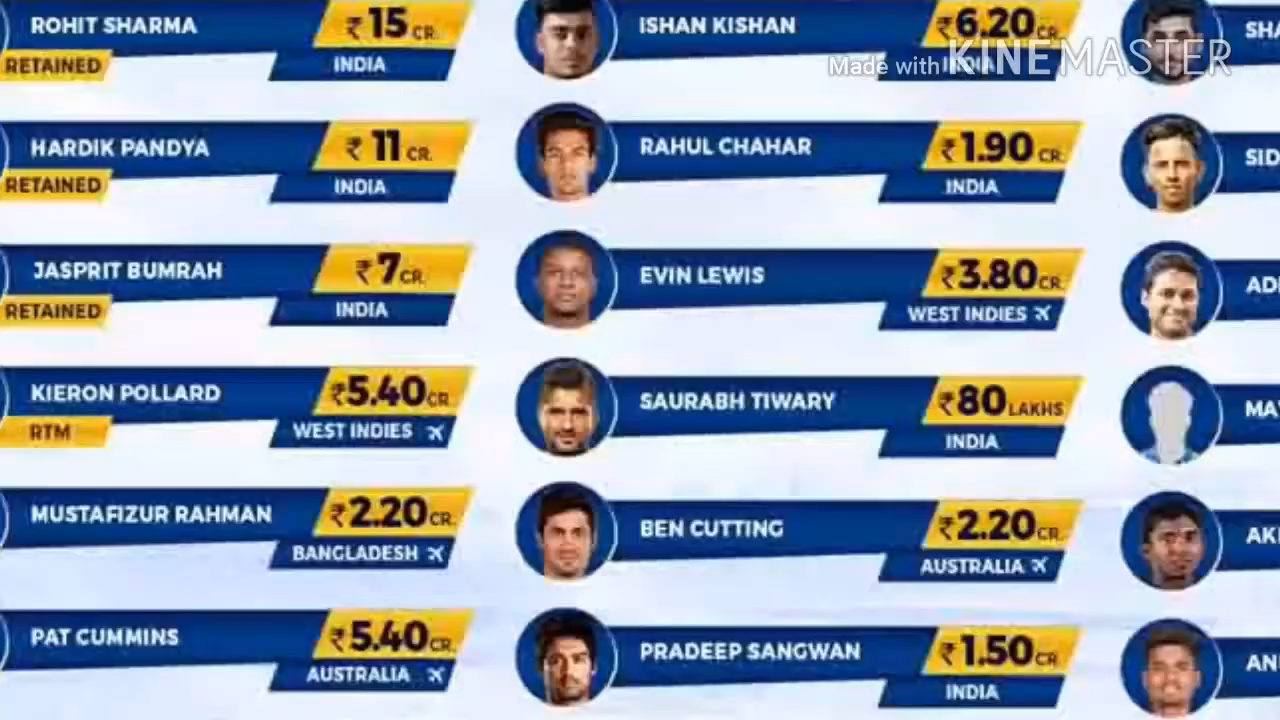 ROHIT SHARMA
₹15 CR.
RETAINED
INDIA
HARDIK PANDYA
₹11 CR.
RETAINED
INDIA
JASPRIT BUMRAH
₹7 CR.
RETAINED
INDIA
KIERON POLLARD
₹5.40 CR.
RTM
WEST INDIES
MUSTAFIZUR RAHMAN
₹2.20 CR.
BANGLADESH
PAT CUMMINS
₹5.40 CR.
AUSTRALIA
ISHAN KISHAN
₹6.20 CR.
INDIA
Made with KINEMASTER
RAHUL CHAHAR
₹1.90 CR.
INDIA
EVIN LEWIS
₹3.80 CR.
WEST INDIES
SAURABH TIWARY
₹80 LAKHS
INDIA
BEN CUTTING
₹2.20 CR.
AUSTRALIA
PRADEEP SANGWAN
₹1.50 CR.
INDIA
SHA
SID
MA